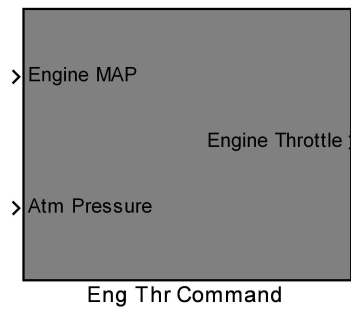 Engine MAP
Engine Throttle
Atm Pressure
Eng Thr Command